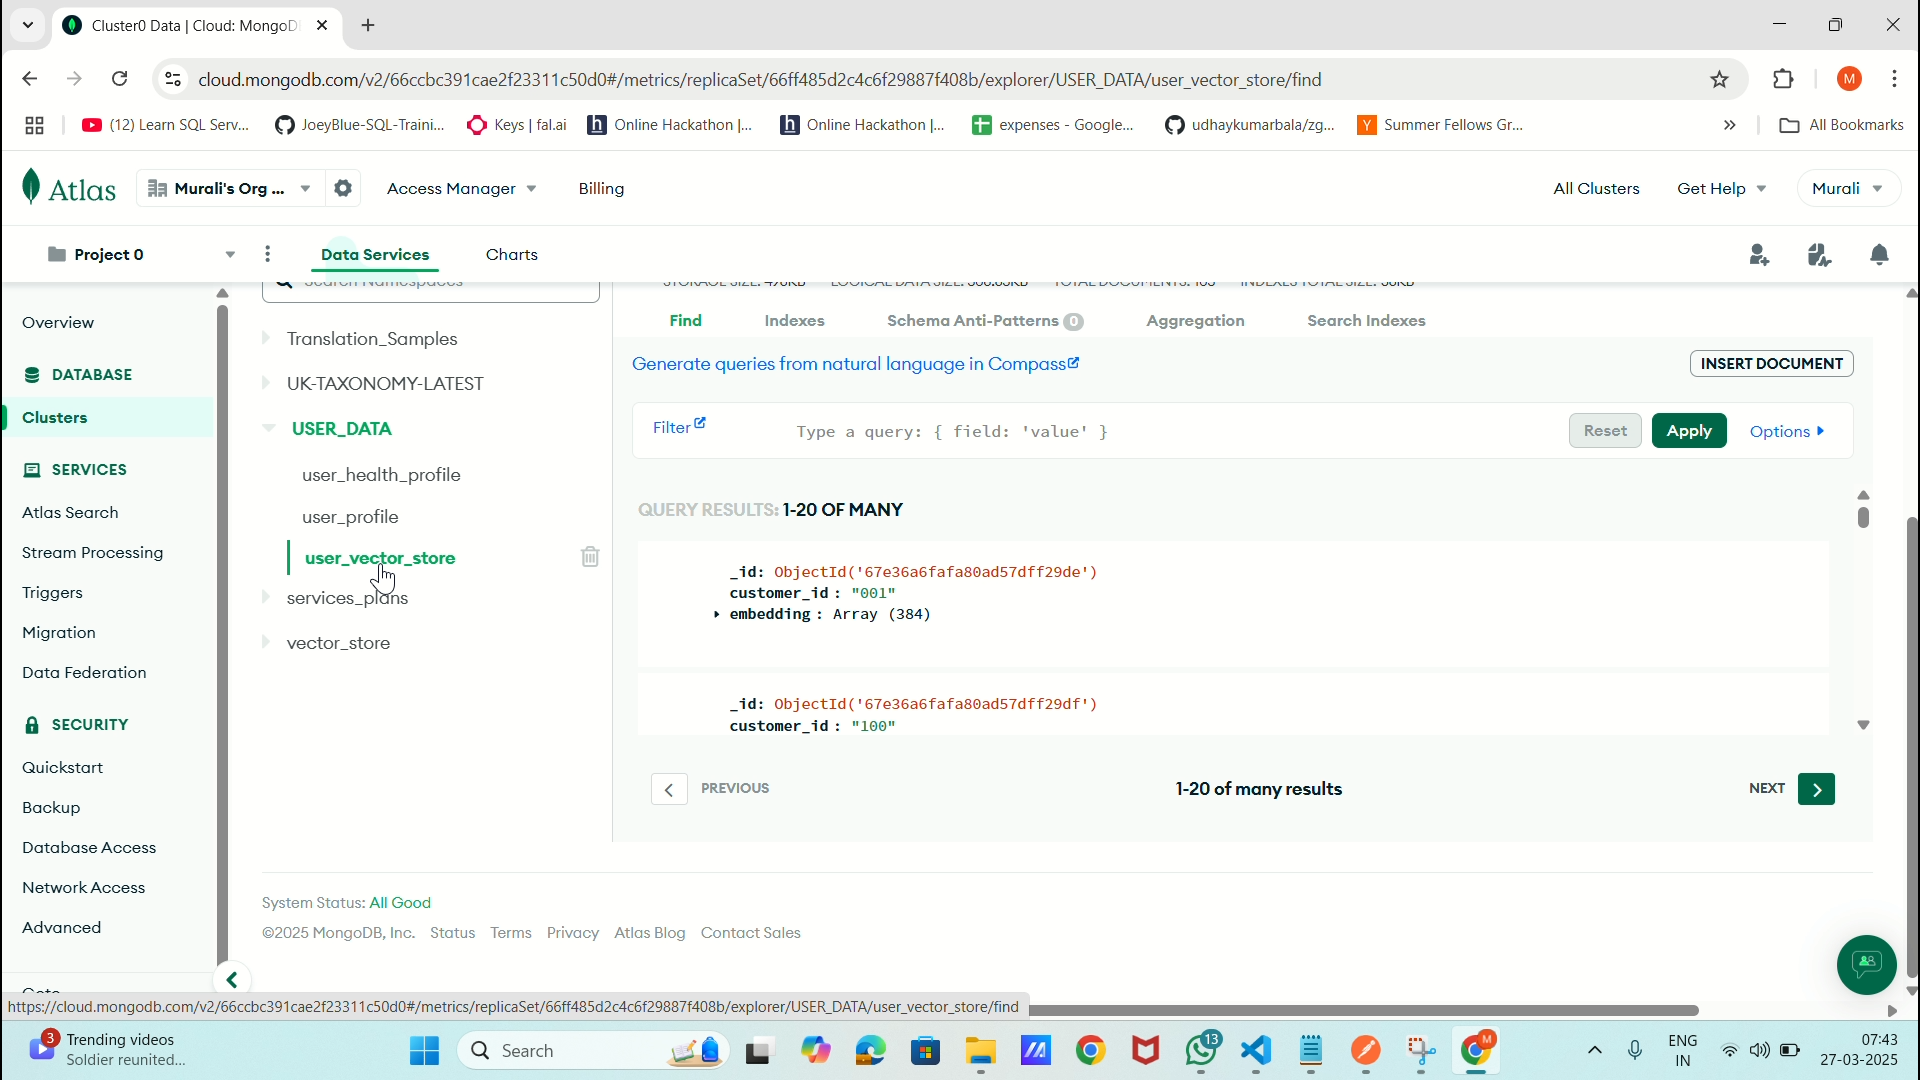 Cluster0 Data | Cloud: MongoD
cloud.mongodb.com/v2/66ccbc391cae2f23311c50d0#/metrics/replicaSet/66ff485d2c4c6f29887f408b/explorer/USER_DATA/user_vector_store/find
M
(12) Learn SQL Serv...
JoeyBlue-SQL-Traini...
Keys | fal.ai
Online Hackathon |...
Online Hackathon |...
expenses - Google...
udhaykumarbala/zg...
Summer Fellows Gr...
All Bookmarks
Atlas
Murali's Org ...
Access Manager
Billing
All Clusters
Get Help
Murali
Project 0
Data Services
Charts
Overview
DATABASE
Clusters
SERVICES
Atlas Search
Stream Processing
Triggers
Migration
Data Federation
SECURITY
Quickstart
Backup
Database Access
Network Access
Advanced
Search Namespaces
Translation_Samples
UK-TAXONOMY-LATEST
USER_DATA
user_health_profile
user_profile
user_vector_store
services_plans
vector_store
Find
Indexes
Schema Anti-Patterns 0
Aggregation
Search Indexes
Generate queries from natural language in Compass
INSERT DOCUMENT
Filter
Type a query: { field: 'value' }
Reset
Apply
Options
QUERY RESULTS: 1-20 OF MANY
_id: ObjectId('67e36a6fafa80ad57dff29de')
customer_id : "001"
embedding : Array (384)
_id: ObjectId('67e36a6fafa80ad57dff29df')
customer_id : "100"
PREVIOUS
1-20 of many results
NEXT
System Status: All Good
©2025 MongoDB, Inc. Status Terms Privacy Atlas Blog Contact Sales
https://cloud.mongodb.com/v2/66ccbc391cae2f23311c50d0#/metrics/replicaSet/66ff485d2c4c6f29887f408b/explorer/USER_DATA/user_vector_store/find
3
Trending videos
Soldier reunited...
Search
13
M
ENG
IN
07:43
27-03-2025